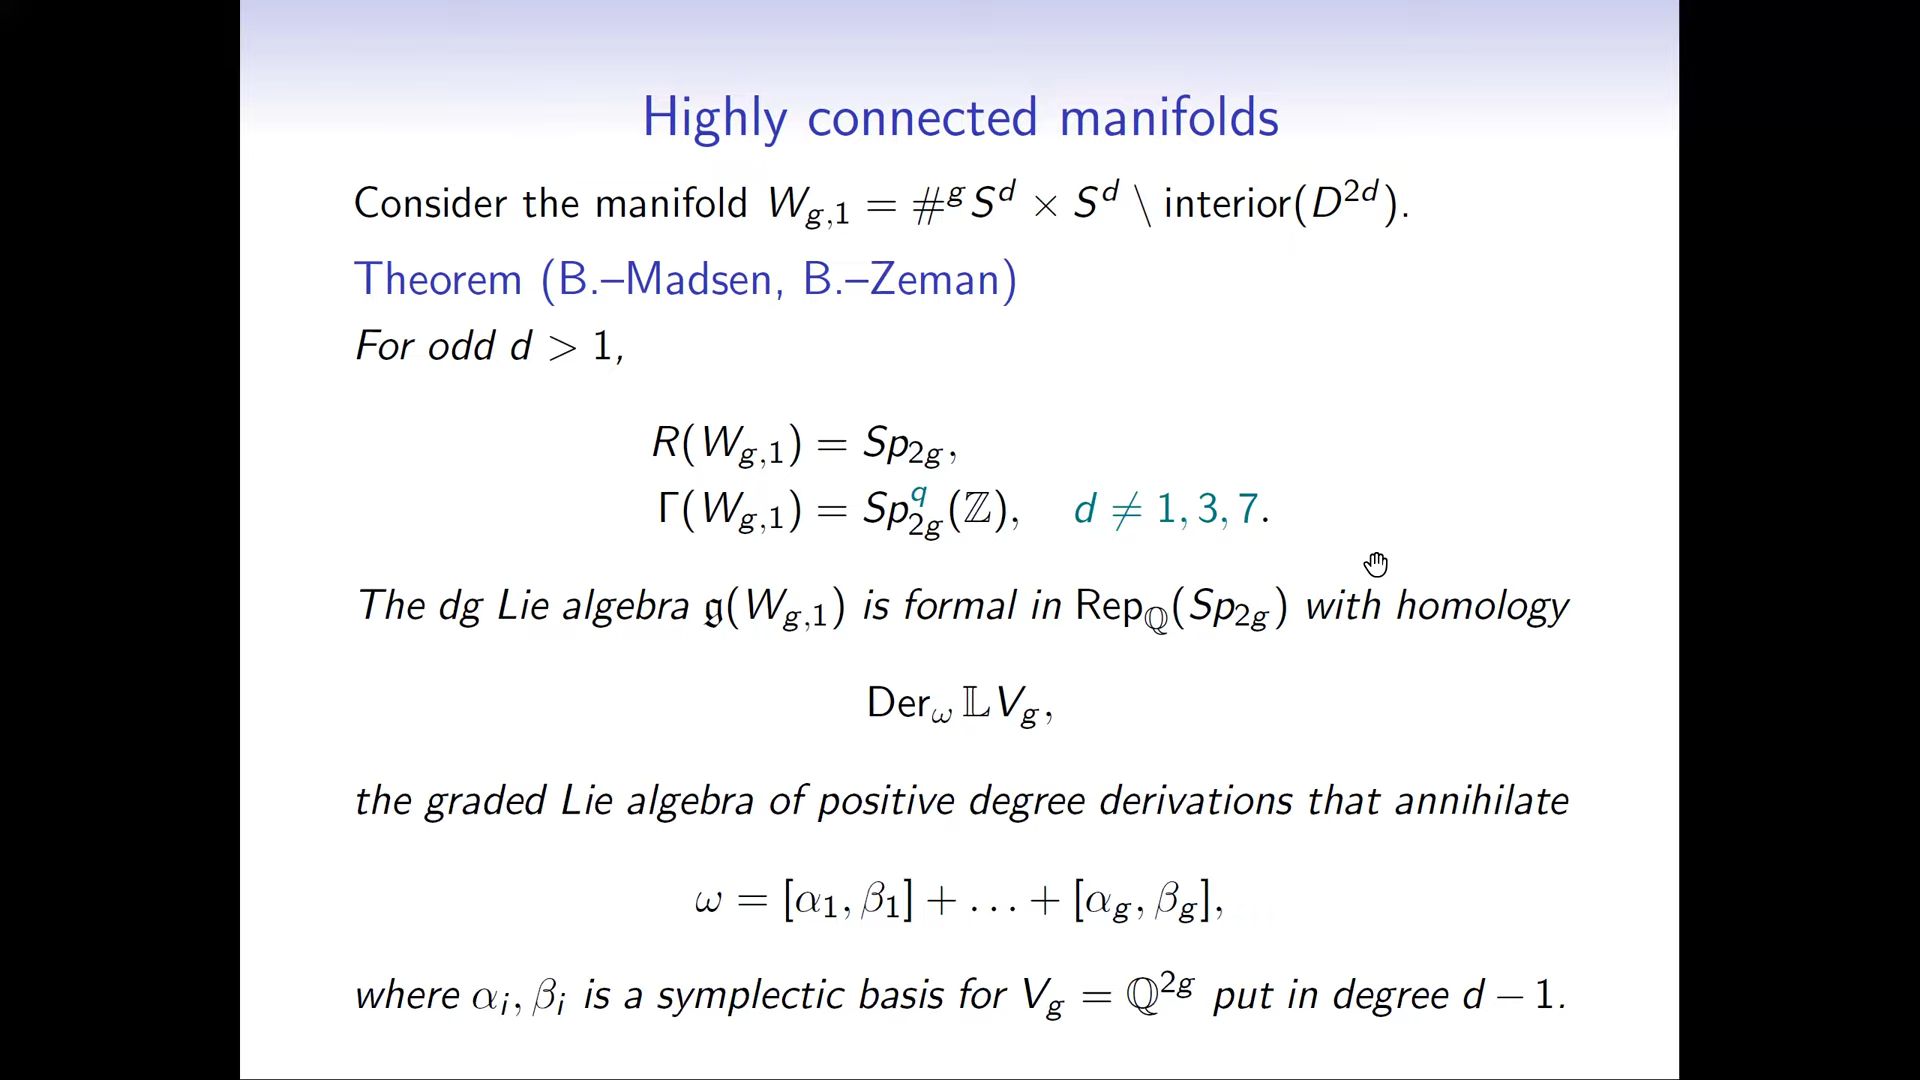 Highly connected manifolds
Consider the manifold W_{g,1} = #^g S^d × S^d \ interior(D^{2d}).
Theorem (B.–Madsen, B.–Zeman)
For odd d > 1,
R(W_{g,1}) = Sp_{2g},
Γ(W_{g,1}) = Sp^q_{2g}(ℤ), d ≠ 1, 3, 7.
The dg Lie algebra 𝔤(W_{g,1}) is formal in Rep_ℚ(Sp_{2g}) with homology
Der_ω 𝕃V_g,
the graded Lie algebra of positive degree derivations that annihilate
ω = [α_1, β_1] + … + [α_g, β_g],
where α_i, β_i is a symplectic basis for V_g = ℚ^{2g} put in degree d − 1.